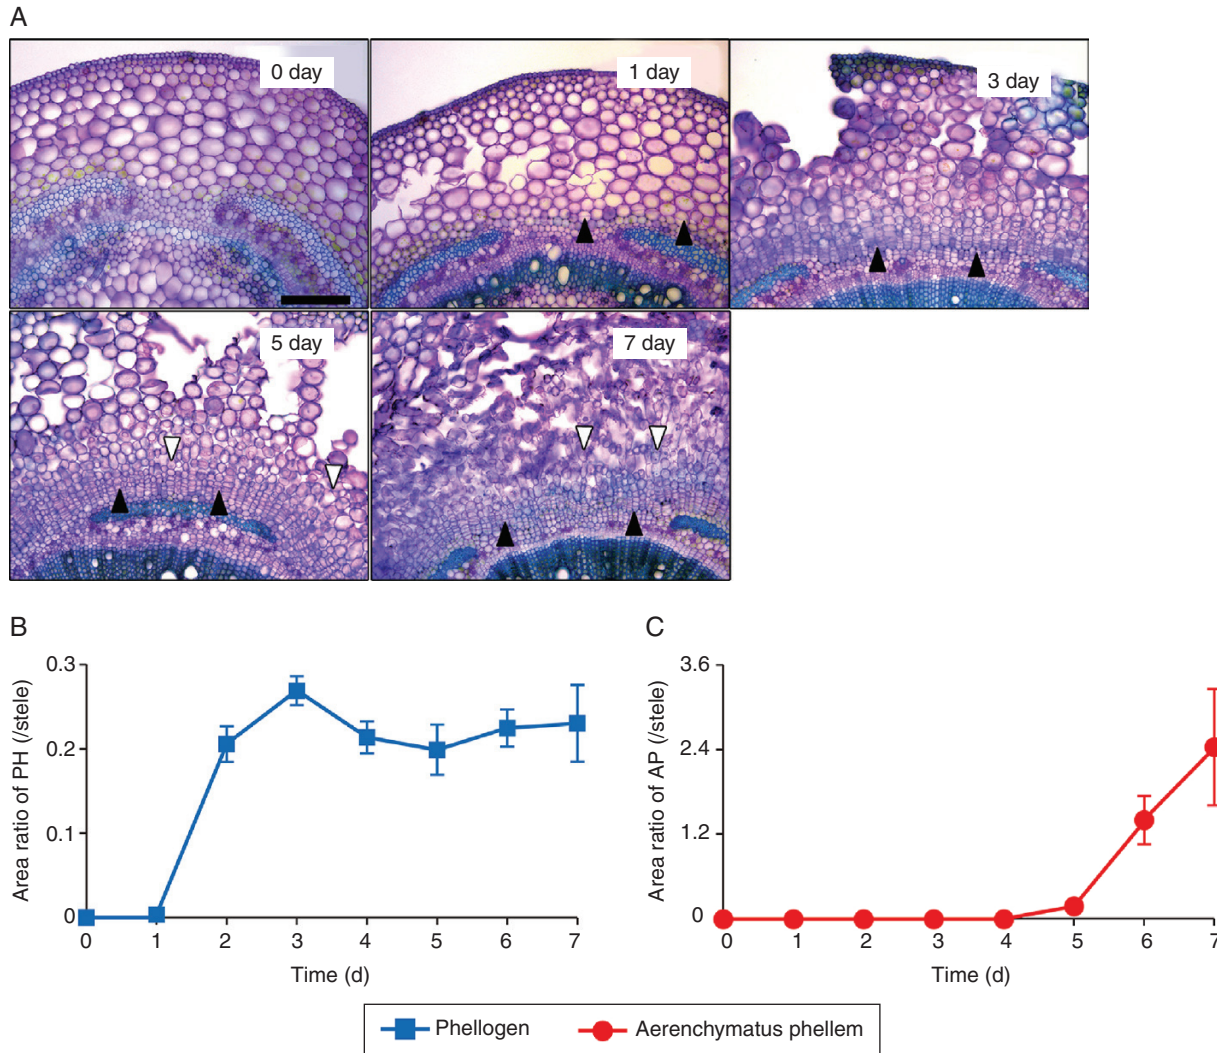 A
0 day
1 day
3 day
5 day
7 day
B
C
0.3
0.2
0.1
0
Area ratio of PH (/stele)
0 1 2 3 4 5 6 7
Time (d)
3.6
2.4
1.2
0
Area ratio of AP (/stele)
0 1 2 3 4 5 6 7
Time (d)
Phellogen
Aerenchymatus phellem